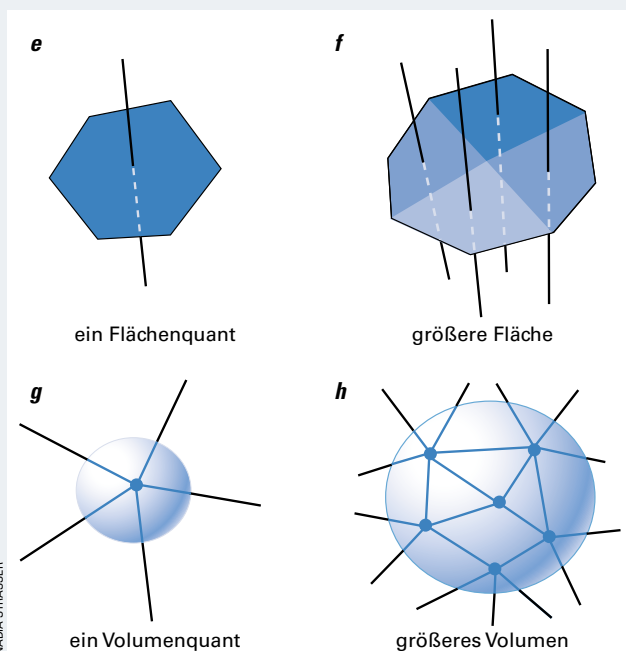 e
f
ein Flächenquant
größere Fläche
g
h
ein Volumenquant
größeres Volumen